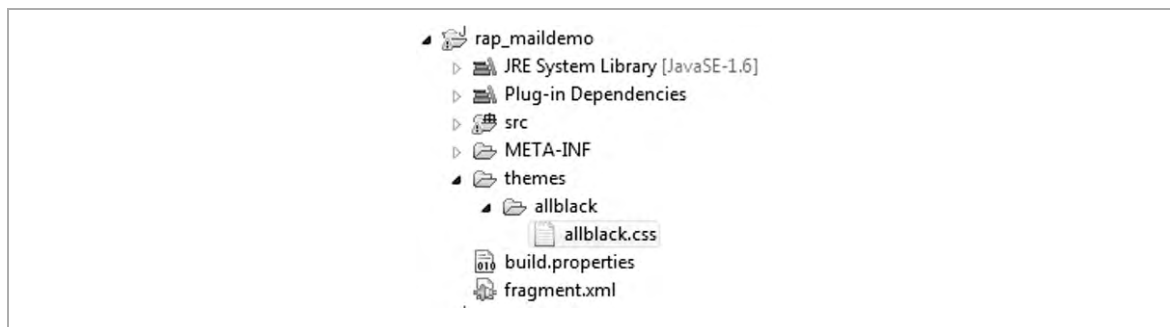 rap_maildemo
JRE System Library [JavaSE-1.6]
Plug-in Dependencies
src
META-INF
themes
allblack
allblack.css
build.properties
fragment.xml